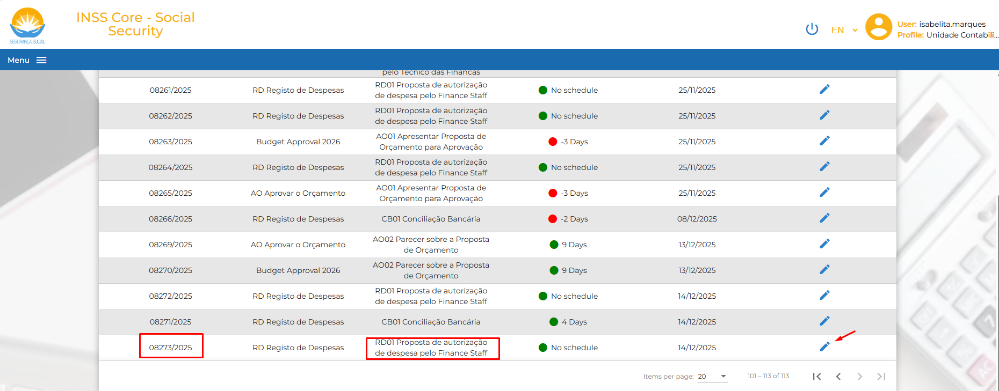 SEGURANÇA SOCIAL
INSS Core - Social
Security
EN
User: isabelita.marques
Profile: Unidade Contabili...
Menu
pelo Técnico das Finanças
08261/2025 RD Registo de Despesas RD01 Proposta de autorização
de despesa pelo Finance Staff No schedule 25/11/2025
08262/2025 RD Registo de Despesas RD01 Proposta de autorização
de despesa pelo Finance Staff No schedule 25/11/2025
08263/2025 Budget Approval 2026 AO01 Apresentar Proposta de
Orçamento para Aprovação -3 Days 25/11/2025
08264/2025 RD Registo de Despesas RD01 Proposta de autorização
de despesa pelo Finance Staff No schedule 25/11/2025
08265/2025 AO Aprovar o Orçamento AO01 Apresentar Proposta de
Orçamento para Aprovação -3 Days 25/11/2025
08266/2025 RD Registo de Despesas CB01 Conciliação Bancária -2 Days 08/12/2025
08269/2025 AO Aprovar o Orçamento AO02 Parecer sobre a Proposta
de Orçamento 9 Days 13/12/2025
08270/2025 Budget Approval 2026 AO02 Parecer sobre a Proposta
de Orçamento 9 Days 13/12/2025
08272/2025 RD Registo de Despesas RD01 Proposta de autorização
de despesa pelo Finance Staff No schedule 14/12/2025
08271/2025 RD Registo de Despesas CB01 Conciliação Bancária 4 Days 14/12/2025
08273/2025 RD Registo de Despesas RD01 Proposta de autorização
de despesa pelo Finance Staff No schedule 14/12/2025
Items per page: 20 101 – 113 of 113